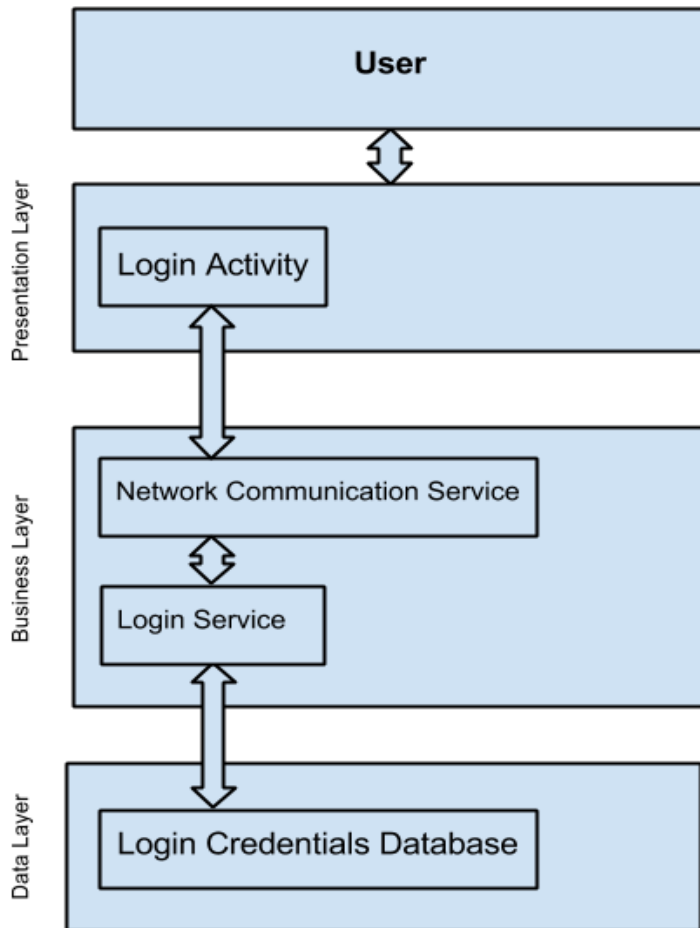 User
Presentation Layer
Login Activity
Business Layer
Network Communication Service
Login Service
Data Layer
Login Credentials Database